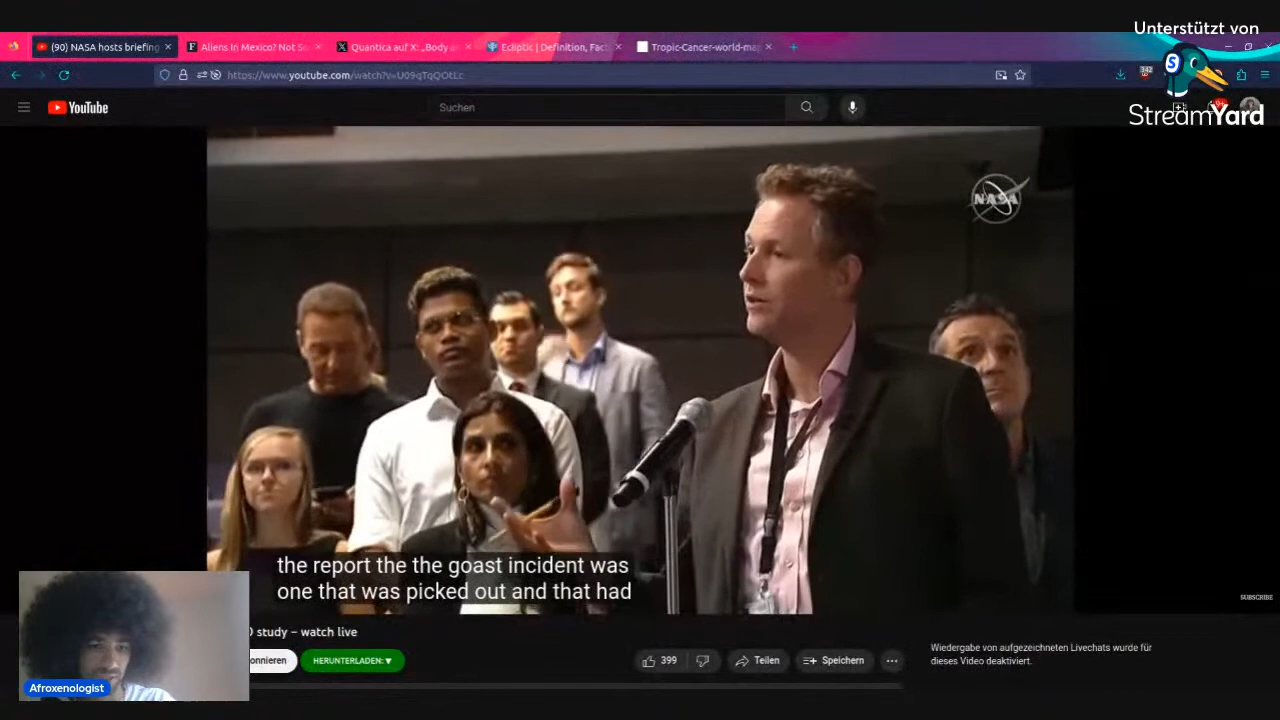 Unterstützt von
StreamYard
(90) NASA hosts briefing
Aliens In Mexico? Not So
Quantica auf X: „Body a
Ecliptic | Definition, Fact
Tropic-Cancer-world-ma
https://www.youtube.com/watch?v=U09qTqQOtLc
YouTube
Suchen
NASA
the report the the goast incident was
one that was picked out and that had
SUBSCRIBE
study – watch live
onnieren
HERUNTERLADEN: ▼
399
Teilen
Speichern
Wiedergabe von aufgezeichneten Livechats wurde für
dieses Video deaktiviert.
Afroxenologist